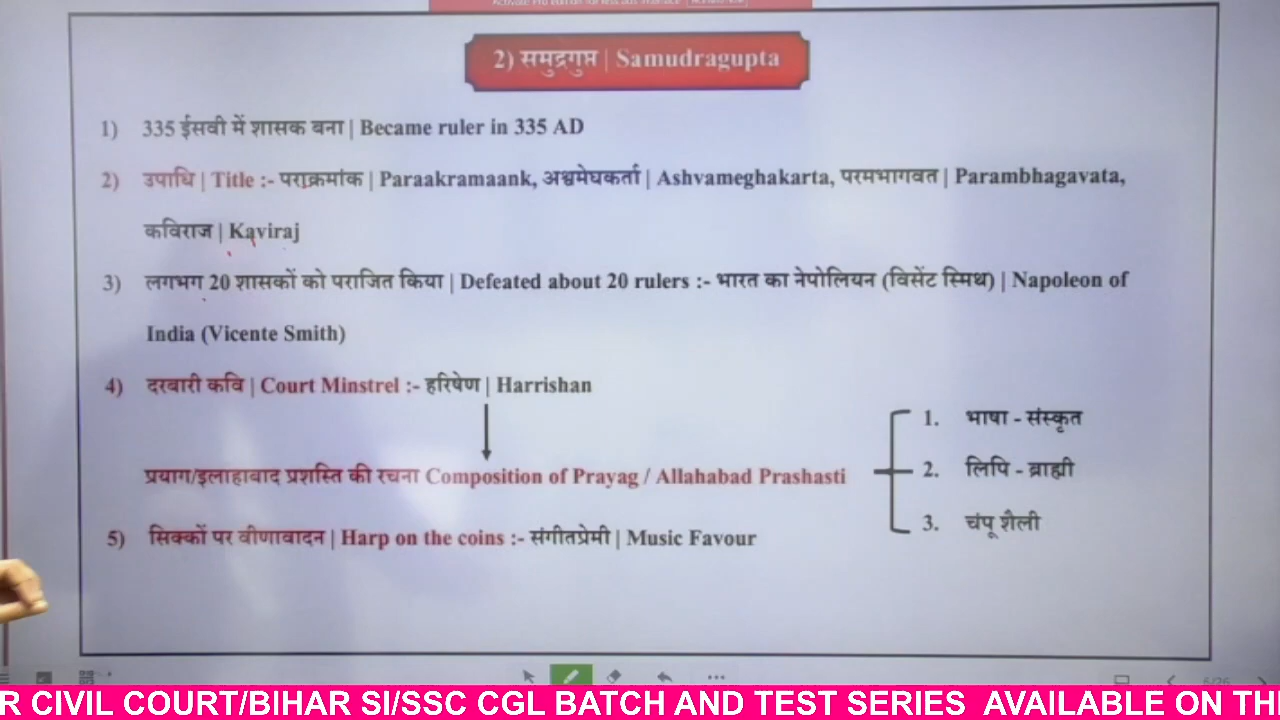 2) समुद्रगुप्त | Samudragupta
1) 335 ईसवी में शासक बना | Became ruler in 335 AD
2) उपाधि | Title :- पराक्रमांक | Paraakramaank, अश्वमेघकर्ता | Ashvameghakarta, परमभागवत | Parambhagavata,
कविराज | Kaviraj
3) लगभग 20 शासकों को पराजित किया | Defeated about 20 rulers :- भारत का नेपोलियन (विसेंट स्मिथ) | Napoleon of
India (Vicente Smith)
4) दरबारी कवि | Court Minstrel :- हरिषेण | Harrishan
1. भाषा - संस्कृत
प्रयाग/इलाहाबाद प्रशस्ति की रचना Composition of Prayag / Allahabad Prashasti
2. लिपि - ब्राह्मी
3. चंपू शैली
5) सिक्कों पर वीणावादन | Harp on the coins :- संगीतप्रेमी | Music Favour
R CIVIL COURT/BIHAR SI/SSC CGL BATCH AND TEST SERIES AVAILABLE ON TH